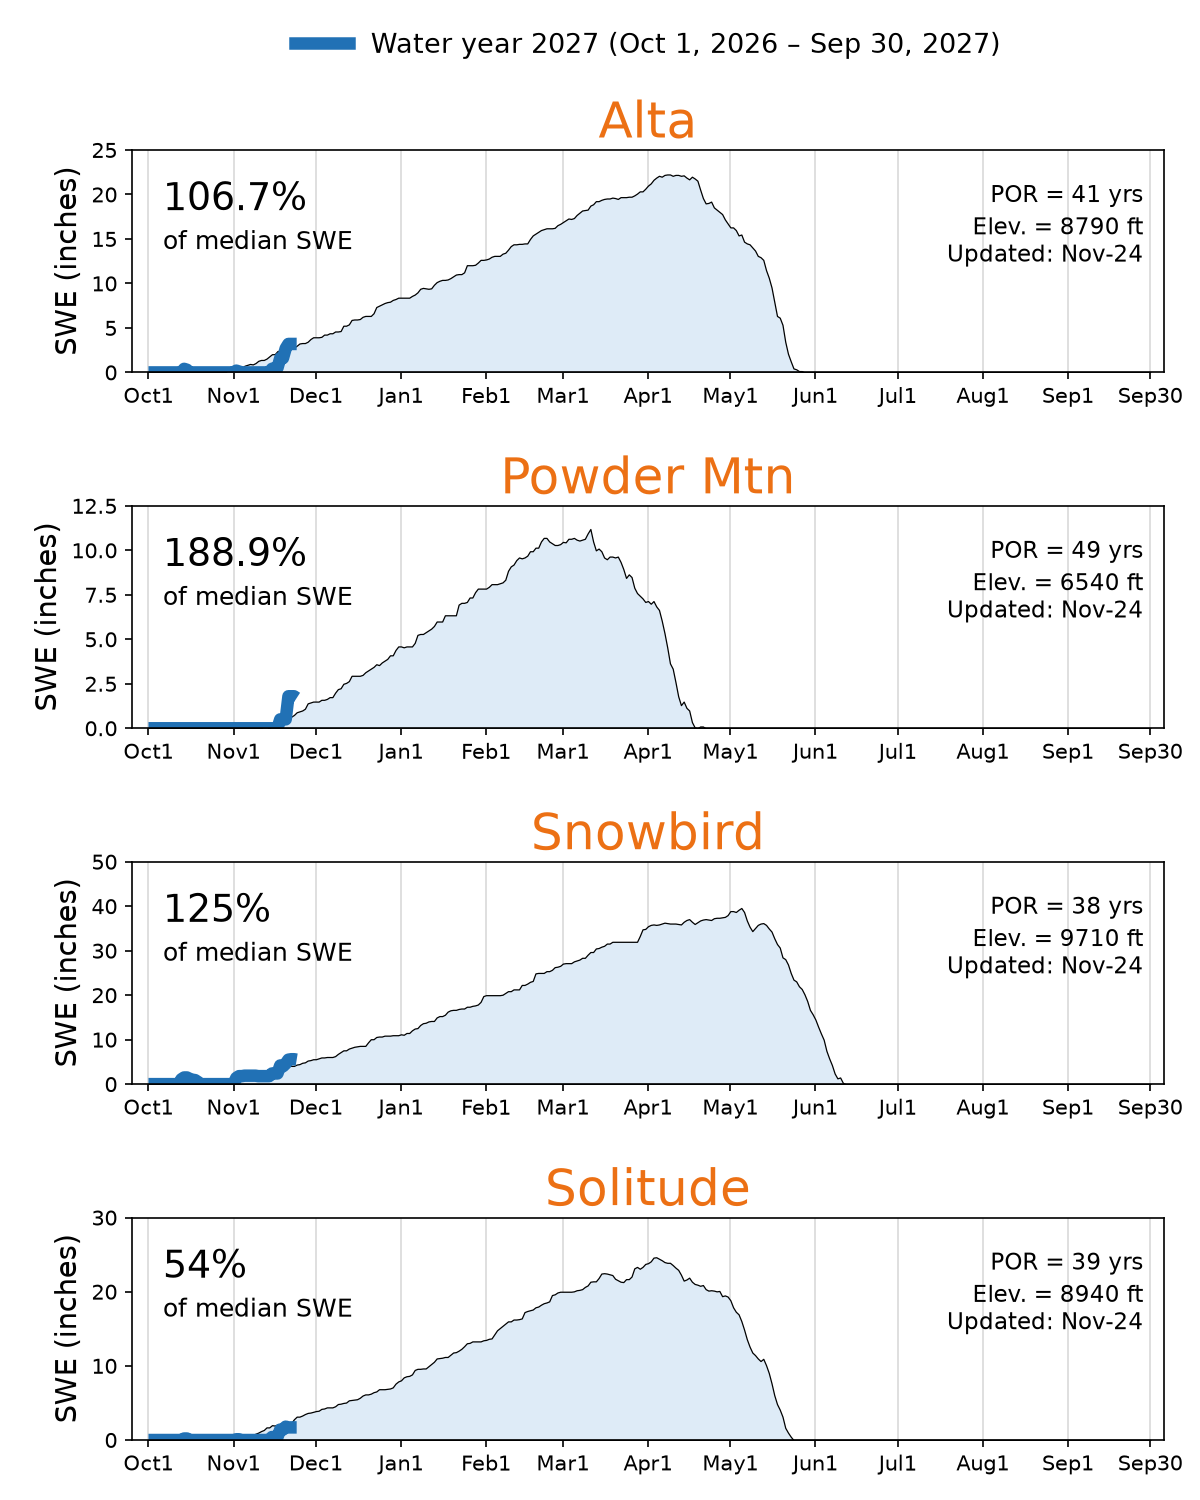 Water year 2027 (Oct 1, 2026 – Sep 30, 2027)
Alta
SWE (inches)
25
20
15
10
5
0
106.7%
of median SWE
POR = 41 yrs
Elev. = 8790 ft
Updated: Nov-24
Oct1 Nov1 Dec1 Jan1 Feb1 Mar1 Apr1 May1 Jun1 Jul1 Aug1 Sep1 Sep30
Powder Mtn
SWE (inches)
12.5
10.0
7.5
5.0
2.5
0.0
188.9%
of median SWE
POR = 49 yrs
Elev. = 6540 ft
Updated: Nov-24
Oct1 Nov1 Dec1 Jan1 Feb1 Mar1 Apr1 May1 Jun1 Jul1 Aug1 Sep1 Sep30
Snowbird
SWE (inches)
50
40
30
20
10
0
125%
of median SWE
POR = 38 yrs
Elev. = 9710 ft
Updated: Nov-24
Oct1 Nov1 Dec1 Jan1 Feb1 Mar1 Apr1 May1 Jun1 Jul1 Aug1 Sep1 Sep30
Solitude
SWE (inches)
30
20
10
0
54%
of median SWE
POR = 39 yrs
Elev. = 8940 ft
Updated: Nov-24
Oct1 Nov1 Dec1 Jan1 Feb1 Mar1 Apr1 May1 Jun1 Jul1 Aug1 Sep1 Sep30